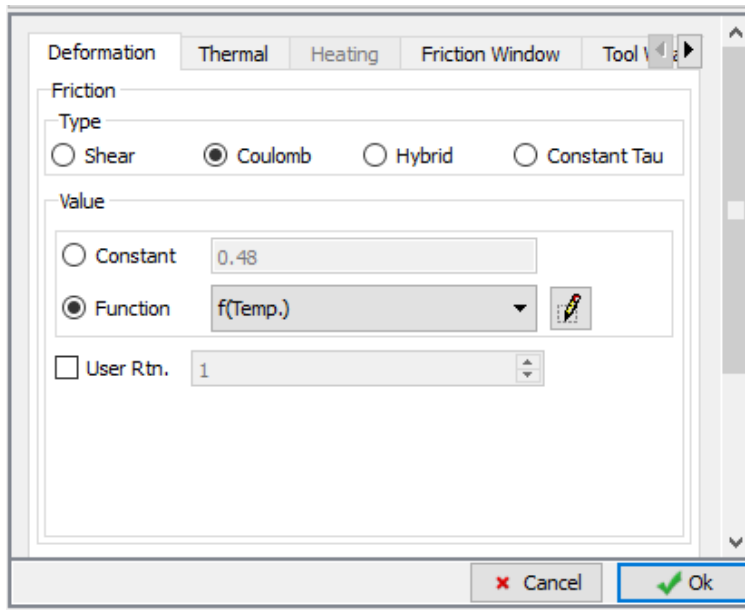 Deformation Thermal Heating Friction Window Tool
Friction
Type
Shear Coulomb Hybrid Constant Tau
Value
Constant 0.48
Function f(Temp.)
User Rtn. 1
Cancel Ok